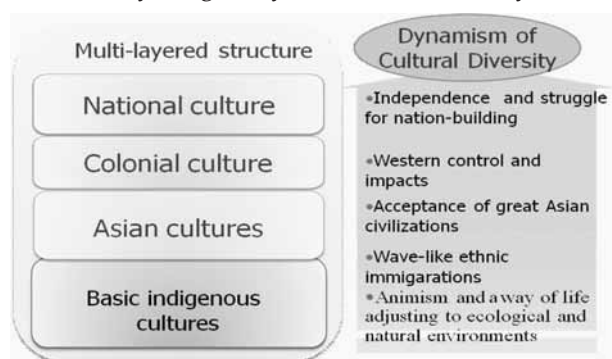 Multi-layered structure
National culture
Colonial culture
Asian cultures
Basic indigenous
cultures
Dynamism of
Cultural Diversity
•Independence and struggle
for nation-building
•Western control and
impacts
•Acceptance of great Asian
civilizations
•Wave-like ethnic
immigarations
•Animism and away of life
adjusting to ecological and
natural environments